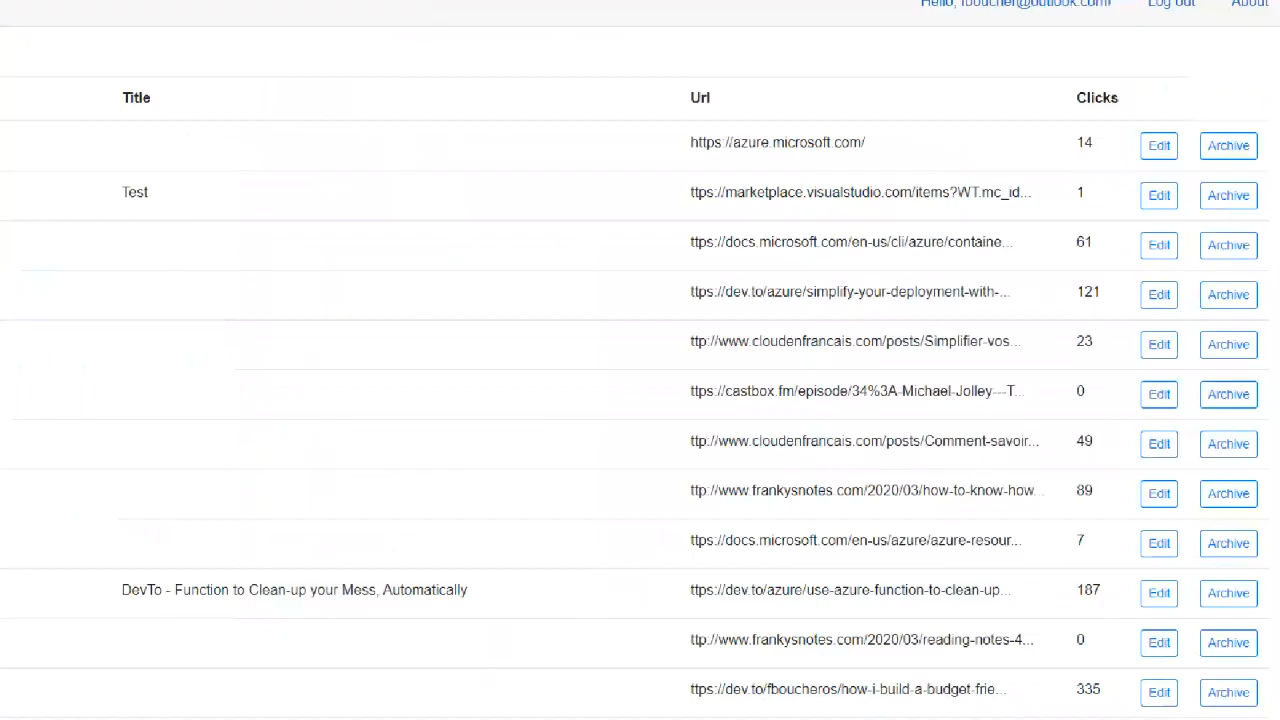 Hello, fboucher@outlook.com! Log out About
Title Url Clicks
https://azure.microsoft.com/ 14 Edit Archive
Test ttps://marketplace.visualstudio.com/items?WT.mc_id... 1 Edit Archive
ttps://docs.microsoft.com/en-us/cli/azure/containe... 61 Edit Archive
ttps://dev.to/azure/simplify-your-deployment-with-... 121 Edit Archive
ttp://www.cloudenfrancais.com/posts/Simplifier-vos... 23 Edit Archive
ttps://castbox.fm/episode/34%3A-Michael-Jolley---T... 0 Edit Archive
ttp://www.cloudenfrancais.com/posts/Comment-savoir... 49 Edit Archive
ttp://www.frankysnotes.com/2020/03/how-to-know-how... 89 Edit Archive
ttps://docs.microsoft.com/en-us/azure/azure-resour... 7 Edit Archive
DevTo - Function to Clean-up your Mess, Automatically ttps://dev.to/azure/use-azure-function-to-clean-up... 187 Edit Archive
ttp://www.frankysnotes.com/2020/03/reading-notes-4... 0 Edit Archive
ttps://dev.to/fboucheros/how-i-build-a-budget-frie... 335 Edit Archive